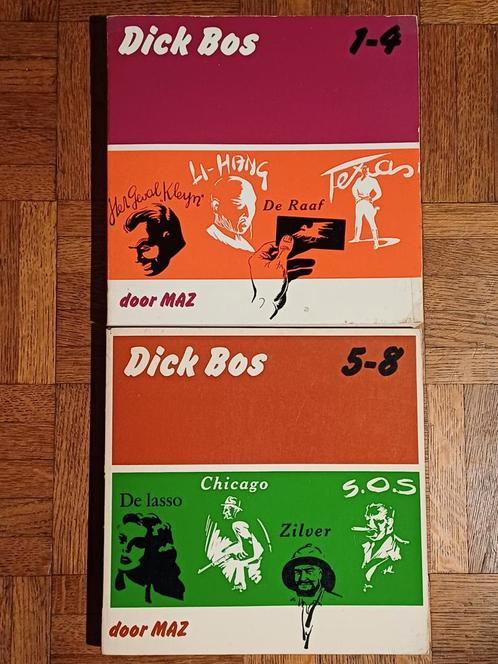 Dick Bos 1-4
Het Geval Kleyn
LI-HANG
De Raaf
Texas
door MAZ
Dick Bos 5-8
De lasso
Chicago
Zilver
S.O.S
door MAZ